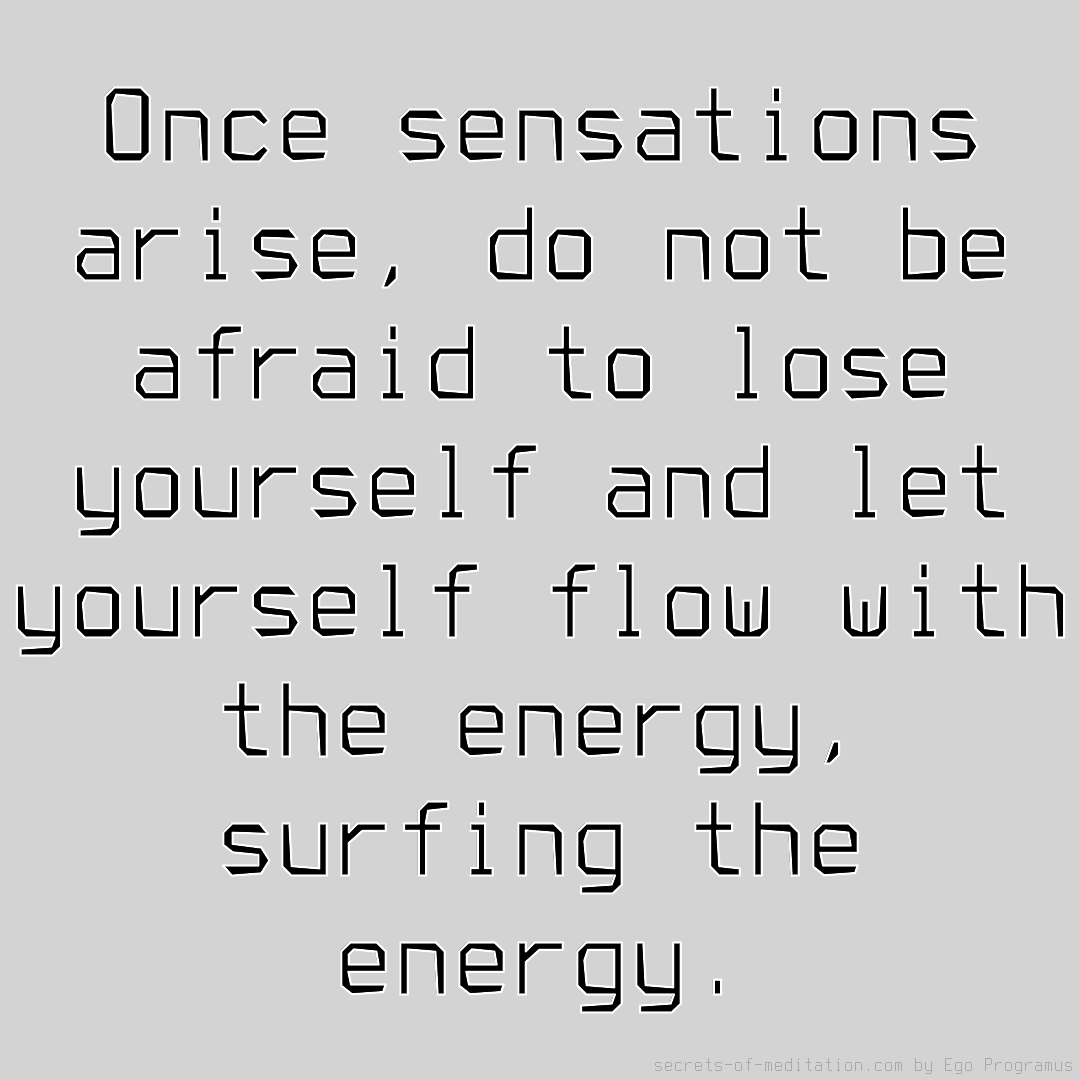 Once sensations
arise, do not be
afraid to lose
yourself and let
yourself flow with
the energy,
surfing the
energy.
secrets-of-meditation.com by Ego Programus